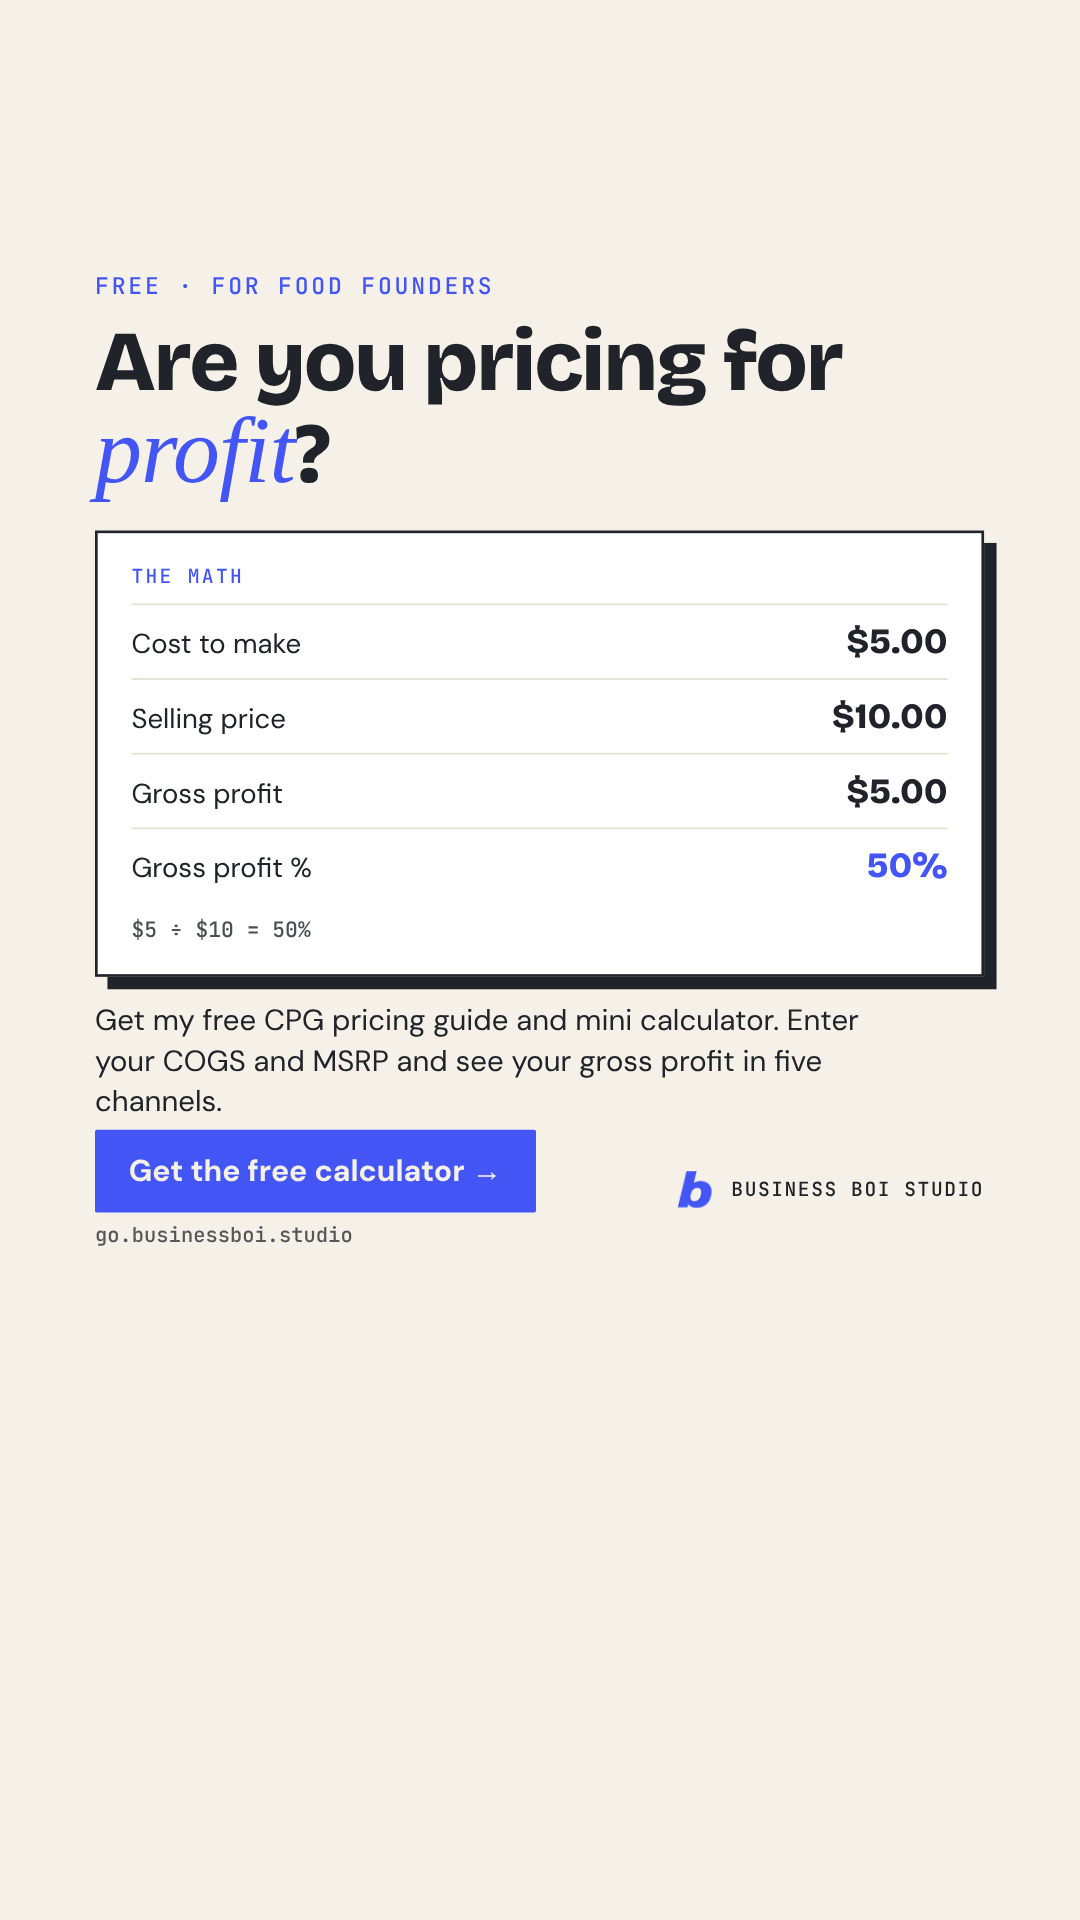 FREE · FOR FOOD FOUNDERS
Are you pricing for
profit?
THE MATH
Cost to make $5.00
Selling price $10.00
Gross profit $5.00
Gross profit % 50%
$5 ÷ $10 = 50%
Get my free CPG pricing guide and mini calculator. Enter
your COGS and MSRP and see your gross profit in five
channels.
Get the free calculator →
b BUSINESS BOI STUDIO
go.businessboi.studio